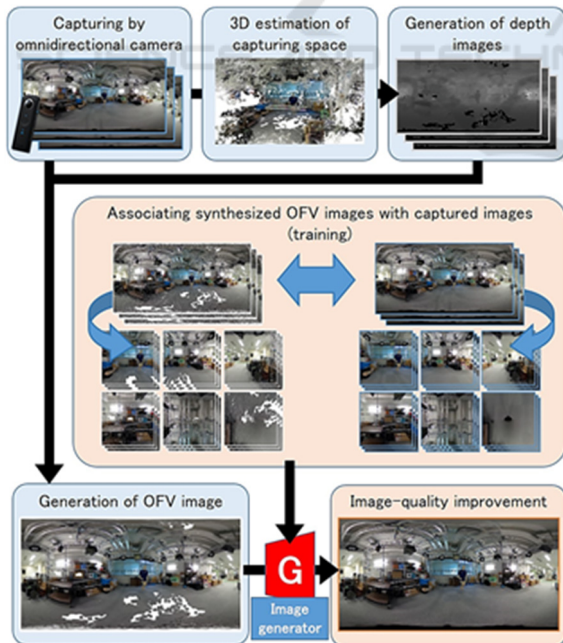 Capturing by
omnidirectional camera
3D estimation of
capturing space
Generation of depth
images
Associating synthesized OFV images with captured images
(training)
Generation of OFV image
G
Image
generator
Image-quality improvement